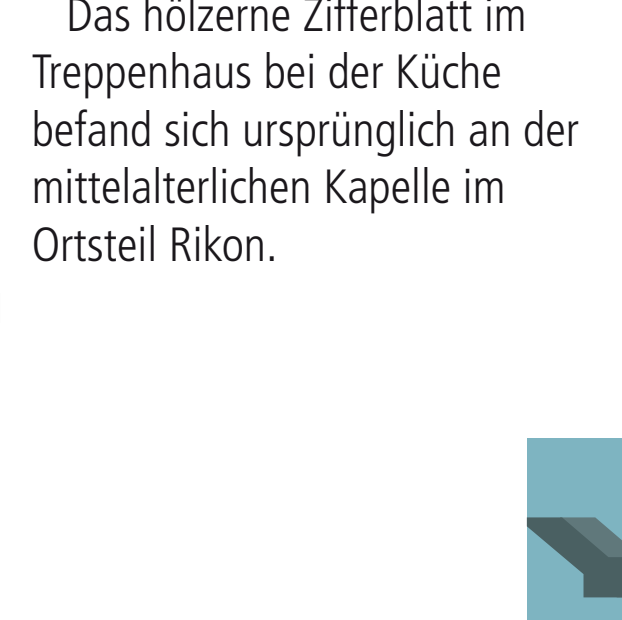 Das hölzerne Zifferblatt im
Treppenhaus bei der Küche
befand sich ursprünglich an der
mittelalterlichen Kapelle im
Ortsteil Rikon.